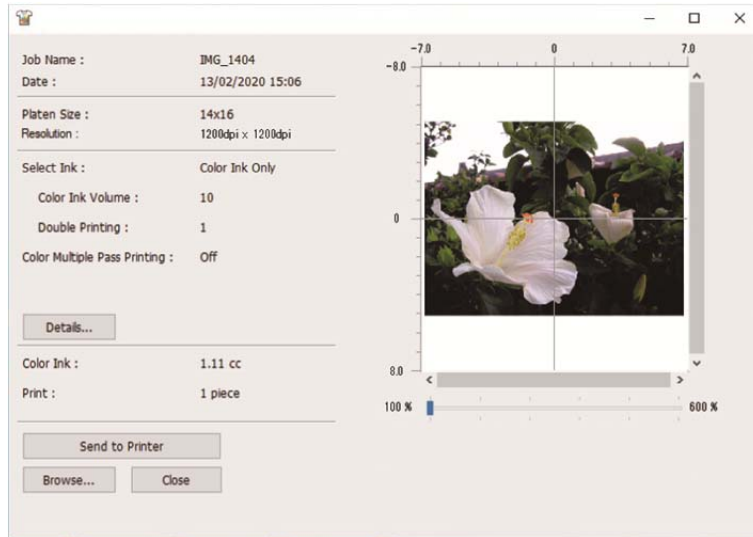 Job Name : IMG_1404
Date : 13/02/2020 15:06
Platen Size : 14x16
Resolution : 1200dpi x 1200dpi
Select Ink : Color Ink Only
Color Ink Volume : 10
Double Printing : 1
Color Multiple Pass Printing : Off
Details...
Color Ink : 1.11 cc
Print : 1 piece
Send to Printer
Browse... Close
-7.0 0 7.0
-8.0
0
8.0
100 % 600 %